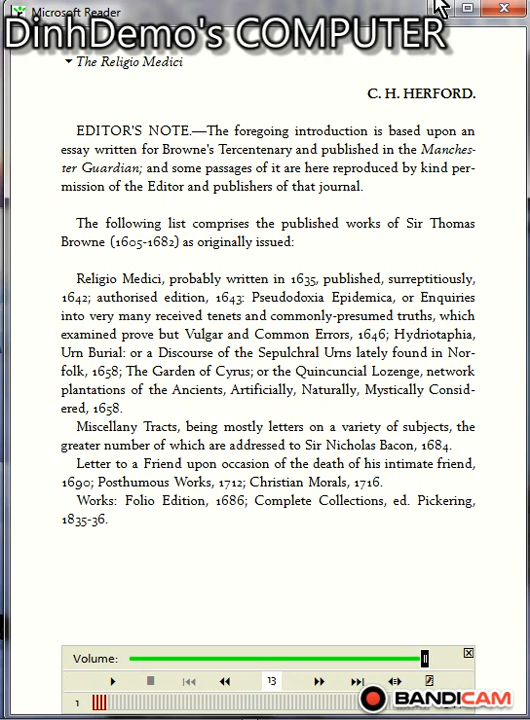 Microsoft Reader
DinhDemo's COMPUTER
The Religio Medici
C. H. HERFORD.
EDITOR'S NOTE.—The foregoing introduction is based upon an
essay written for Browne's Tercentenary and published in the Manches-
ter Guardian; and some passages of it are here reproduced by kind per-
mission of the Editor and publishers of that journal.
The following list comprises the published works of Sir Thomas
Browne (1605-1682) as originally issued:
Religio Medici, probably written in 1635, published, surreptitiously,
1642; authorised edition, 1643: Pseudodoxia Epidemica, or Enquiries
into very many received tenets and commonly-presumed truths, which
examined prove but Vulgar and Common Errors, 1646; Hydriotaphia,
Urn Burial: or a Discourse of the Sepulchral Urns lately found in Nor-
folk, 1658; The Garden of Cyrus; or the Quincuncial Lozenge, network
plantations of the Ancients, Artificially, Naturally, Mystically Consid-
ered, 1658.
Miscellany Tracts, being mostly letters on a variety of subjects, the
greater number of which are addressed to Sir Nicholas Bacon, 1684.
Letter to a Friend upon occasion of the death of his intimate friend,
1690; Posthumous Works, 1712; Christian Morals, 1716.
Works: Folio Edition, 1686; Complete Collections, ed. Pickering,
1835-36.
Volume:
13
1
BANDICAM